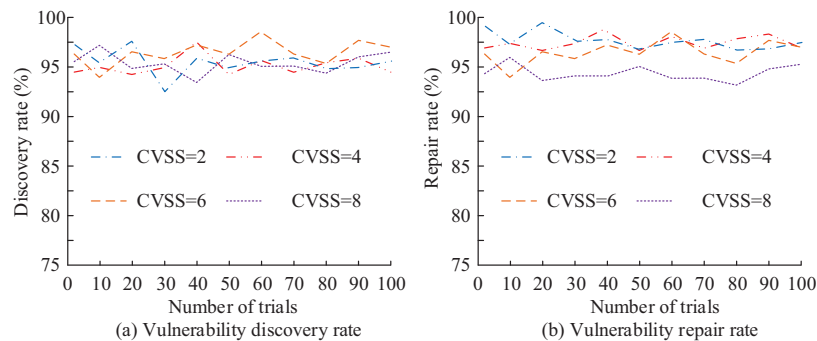 100
95
90
85
80
75
Discovery rate (%)
CVSS=2
CVSS=4
CVSS=6
CVSS=8
0 10 20 30 40 50 60 70 80 90 100
Number of trials
(a) Vulnerability discovery rate
100
95
90
85
80
75
Repair rate (%)
CVSS=2
CVSS=4
CVSS=6
CVSS=8
0 10 20 30 40 50 60 70 80 90 100
Number of trials
(b) Vulnerability repair rate